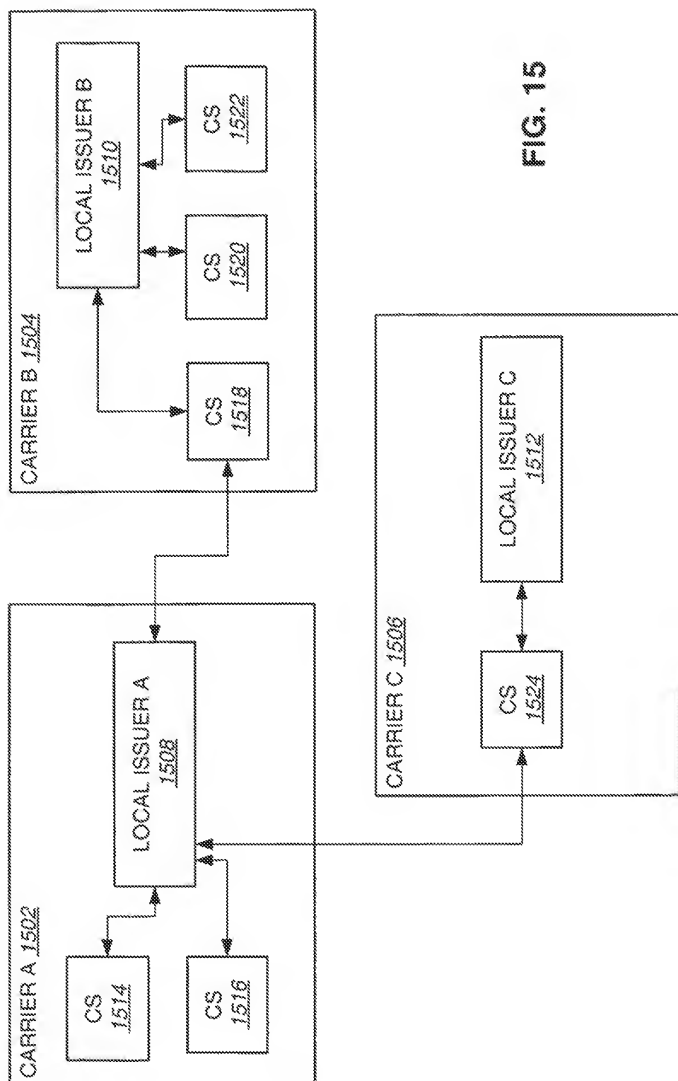 CARRIER A 1502
CS
1514
CS
1516
LOCAL ISSUER A
1508
CARRIER B 1504
LOCAL ISSUER B
1510
CS
1518
CS
1520
CS
1522
CARRIER C 1506
CS
1524
LOCAL ISSUER C
1512
FIG. 15